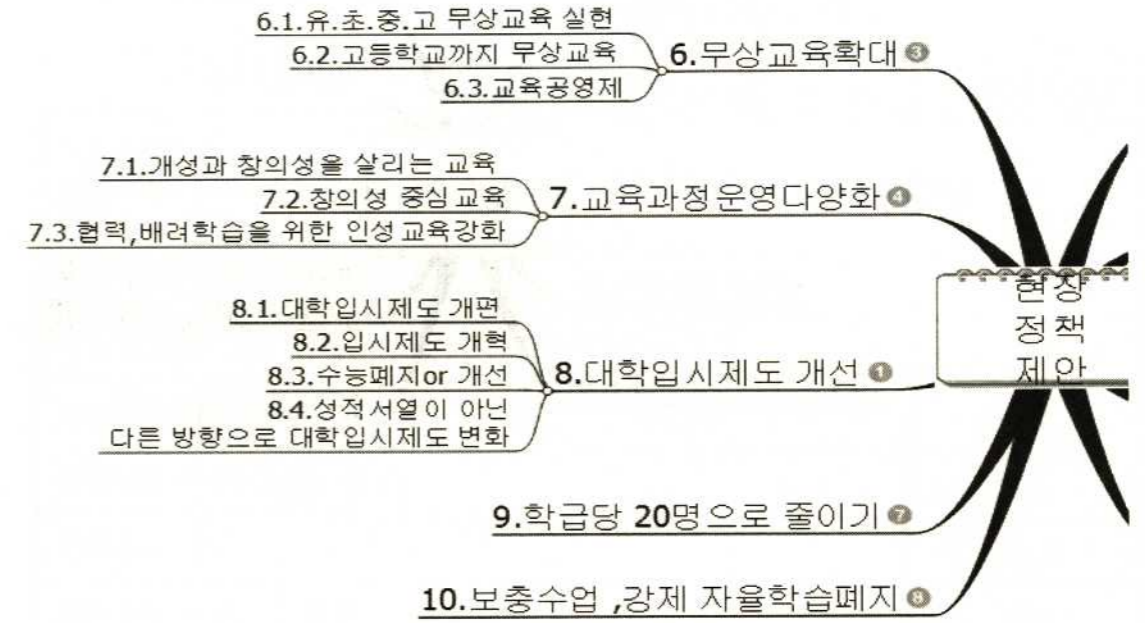 6.1.유.초.중.고 무상교육 실현
6.2.고등학교까지 무상교육
6.3.교육공영제
6.무상교육확대 3
7.1.개성과 창의성을 살리는 교육
7.2.창의성 중심 교육
7.3.협력,배려학습을 위한 인성 교육강화
7.교육과정운영다양화 4
현장
정책
제안
8.1.대학입시제도 개편
8.2.입시제도 개혁
8.3.수능폐지or 개선
8.4.성적서열이 아닌
다른 방향으로 대학입시제도 변화
8.대학입시제도 개선 1
9.학급당 20명으로 줄이기 7
10.보충수업 ,강제 자율학습폐지 8